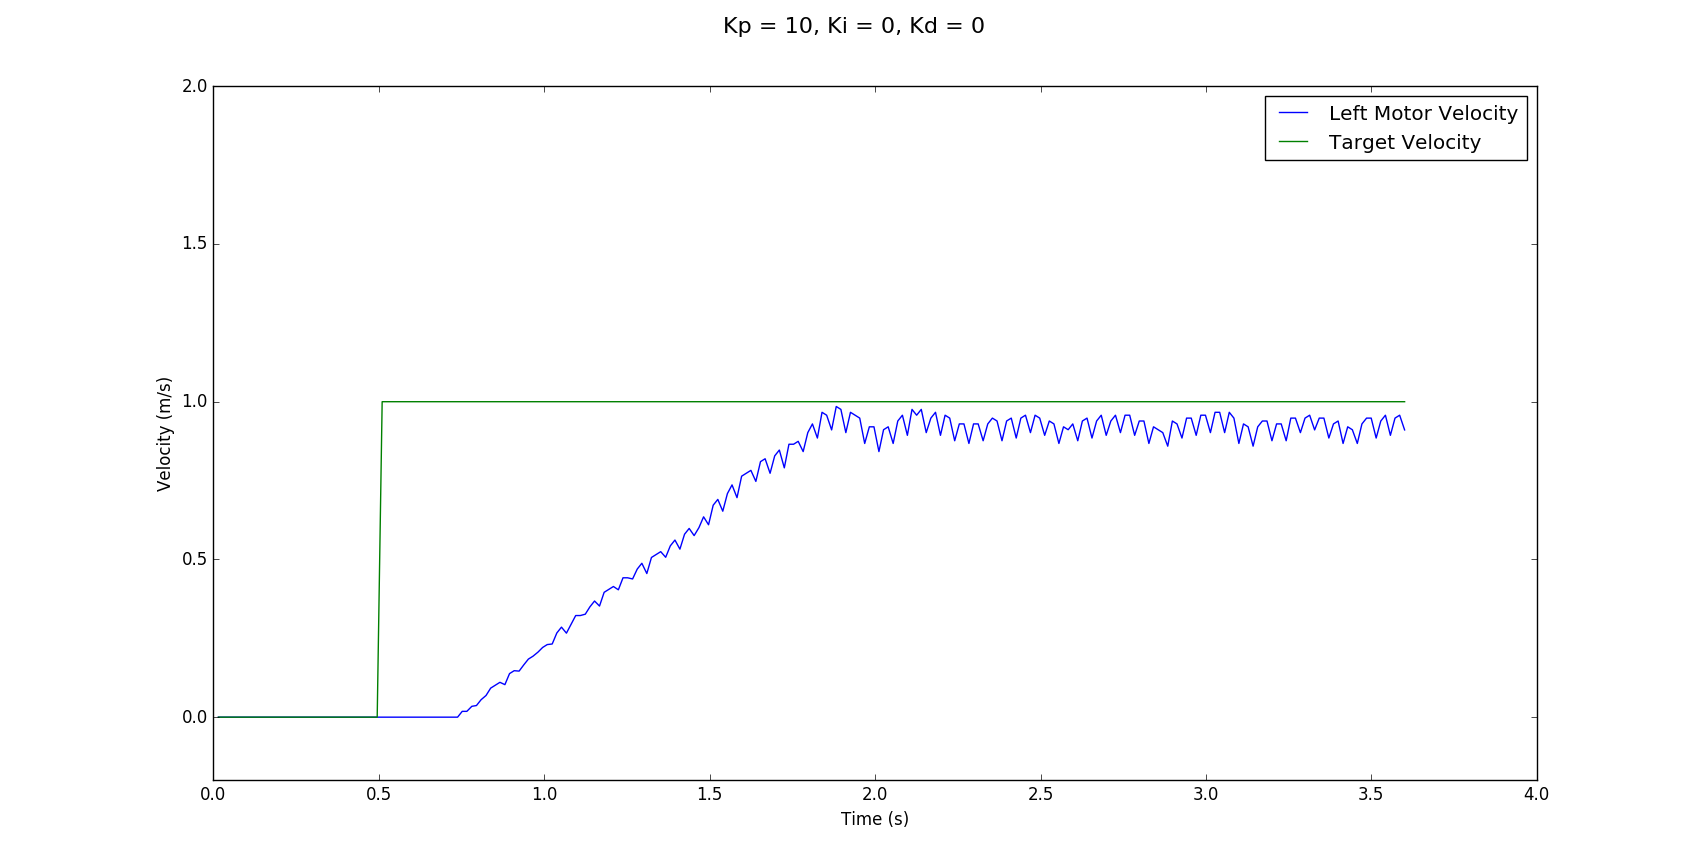 Kp = 10, Ki = 0, Kd = 0
2.0
1.5
1.0
0.5
0.0
Velocity (m/s)
Left Motor Velocity
Target Velocity
0.0 0.5 1.0 1.5 2.0 2.5 3.0 3.5 4.0
Time (s)